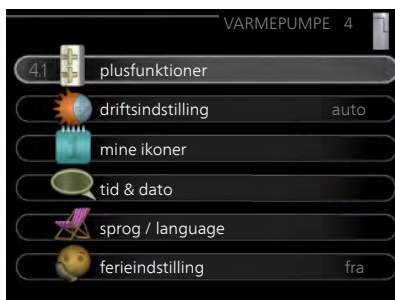 VARMEPUMPE 4
4.1 plusfunktioner
driftsindstilling auto
mine ikoner
tid & dato
sprog / language
ferieindstilling fra